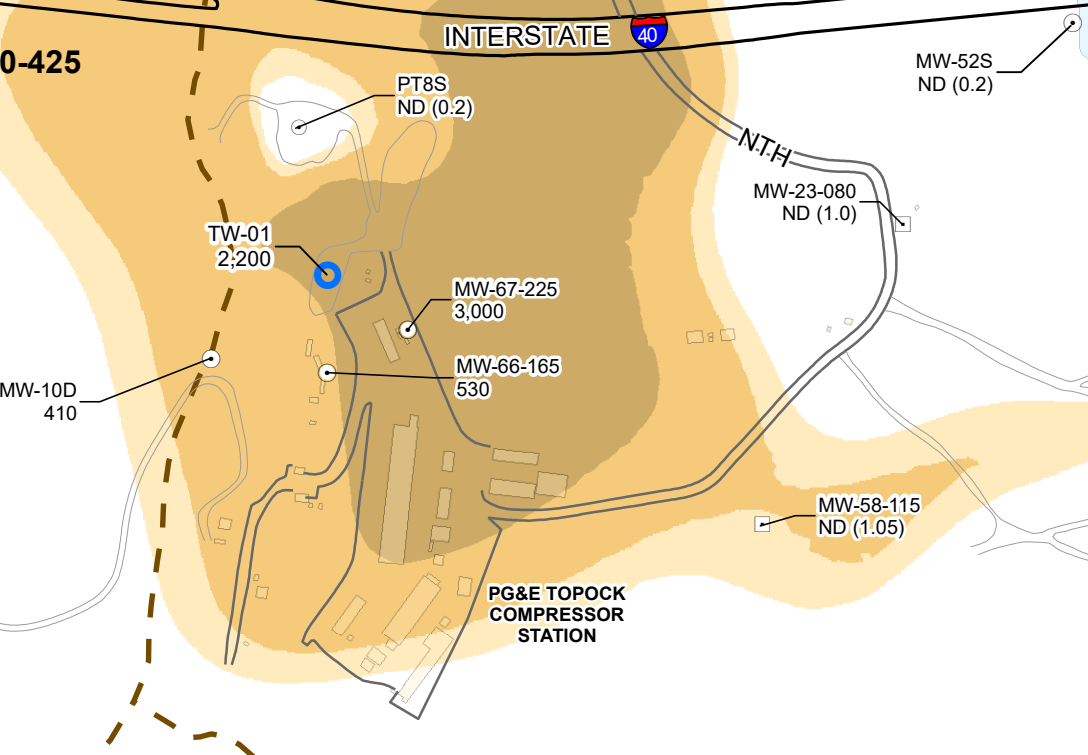 INTERSTATE
40
0-425
MW-52S
ND (0.2)
PT8S
ND (0.2)
NTH
MW-23-080
ND (1.0)
TW-01
2,200
MW-67-225
3,000
MW-66-165
530
MW-10D
410
MW-58-115
ND (1.05)
PG&E TOPOCK
COMPRESSOR
STATION